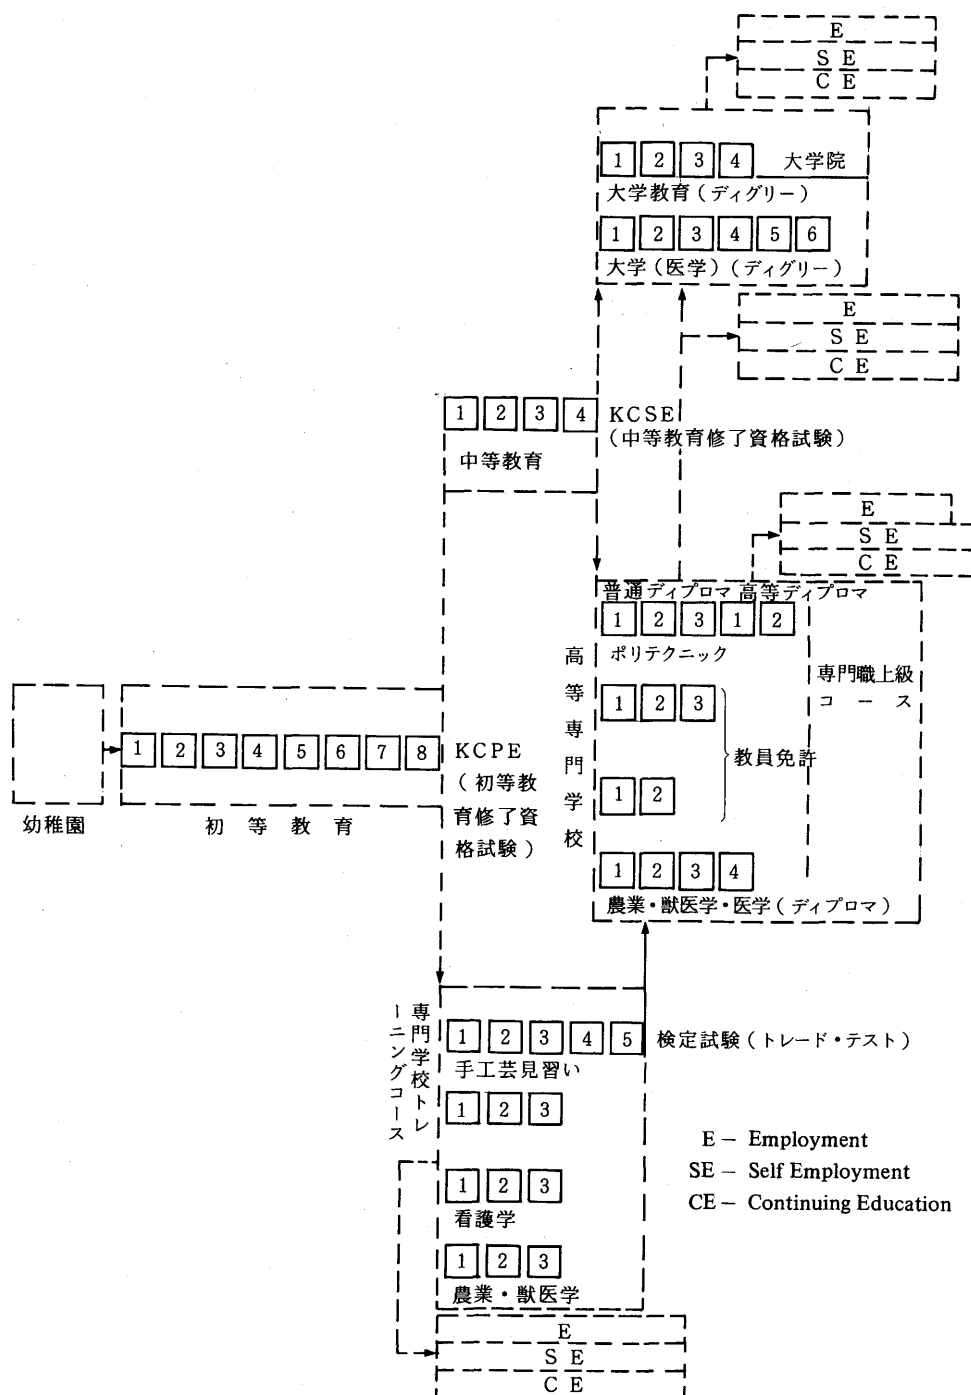 E
S E
C E
1 2 3 4 大学院
大学教育(ディグリー)
1 2 3 4 5 6
大学(医学)(ディグリー)
E
S E
C E
1 2 3 4 KCSE
(中等教育修了資格試験)
中等教育
E
S E
C E
普通ディプロマ 高等ディプロマ
1 2 3 1 2
ポリテクニック
高等専門学校
専門職上級
コース
1 2 3
教員免許
1 2
1 2 3 4
農業・獣医学・医学(ディプロマ)
幼稚園
1 2 3 4 5 6 7 8
初等教育
KCPE
(初等教
育修了資
格試験)
専門学校トレ
ーニングコース
1 2 3 4 5 検定試験(トレード・テスト)
手工芸見習い
1 2 3
1 2 3
看護学
1 2 3
農業・獣医学
E
S E
C E
E – Employment
SE – Self Employment
CE – Continuing Education